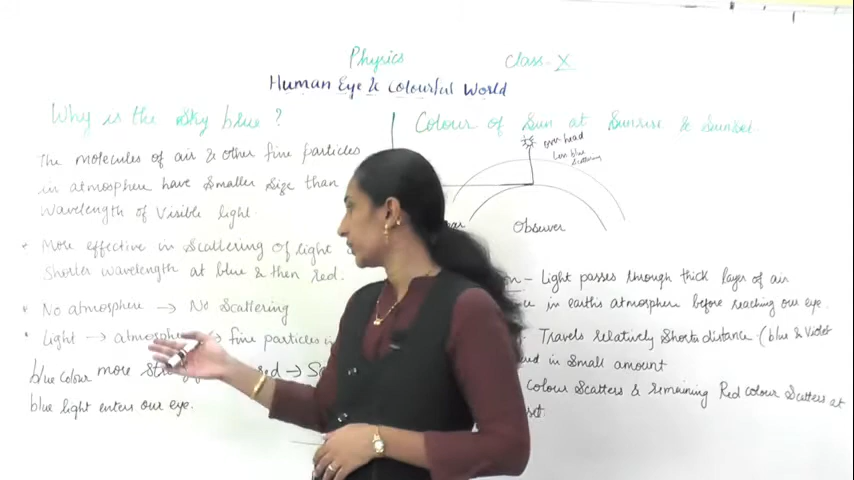 Physics Class - X
Human Eye & Colourful World
Why is the Sky blue ?
The molecules of air & other fine particles
in atmosphere have Smaller Size than
Wavelength of Visible light.
More effective in Scattering of light
Shorter wavelength at blue & then red.
No atmosphere → No Scattering
Light → atmosphere → fine particles
blue colour more → S
blue light enters our eye.
Colour of Sun at Sunrise & Sunset
over head
Less blue
Scattering
Observer
on - Light passes through thick layer of air
in earth's atmosphere before reaching our eye.
Travels relatively Shorter distance (blue & Violet
in Small amount
Colour Scatters & remaining Red colour Scatters at
set.